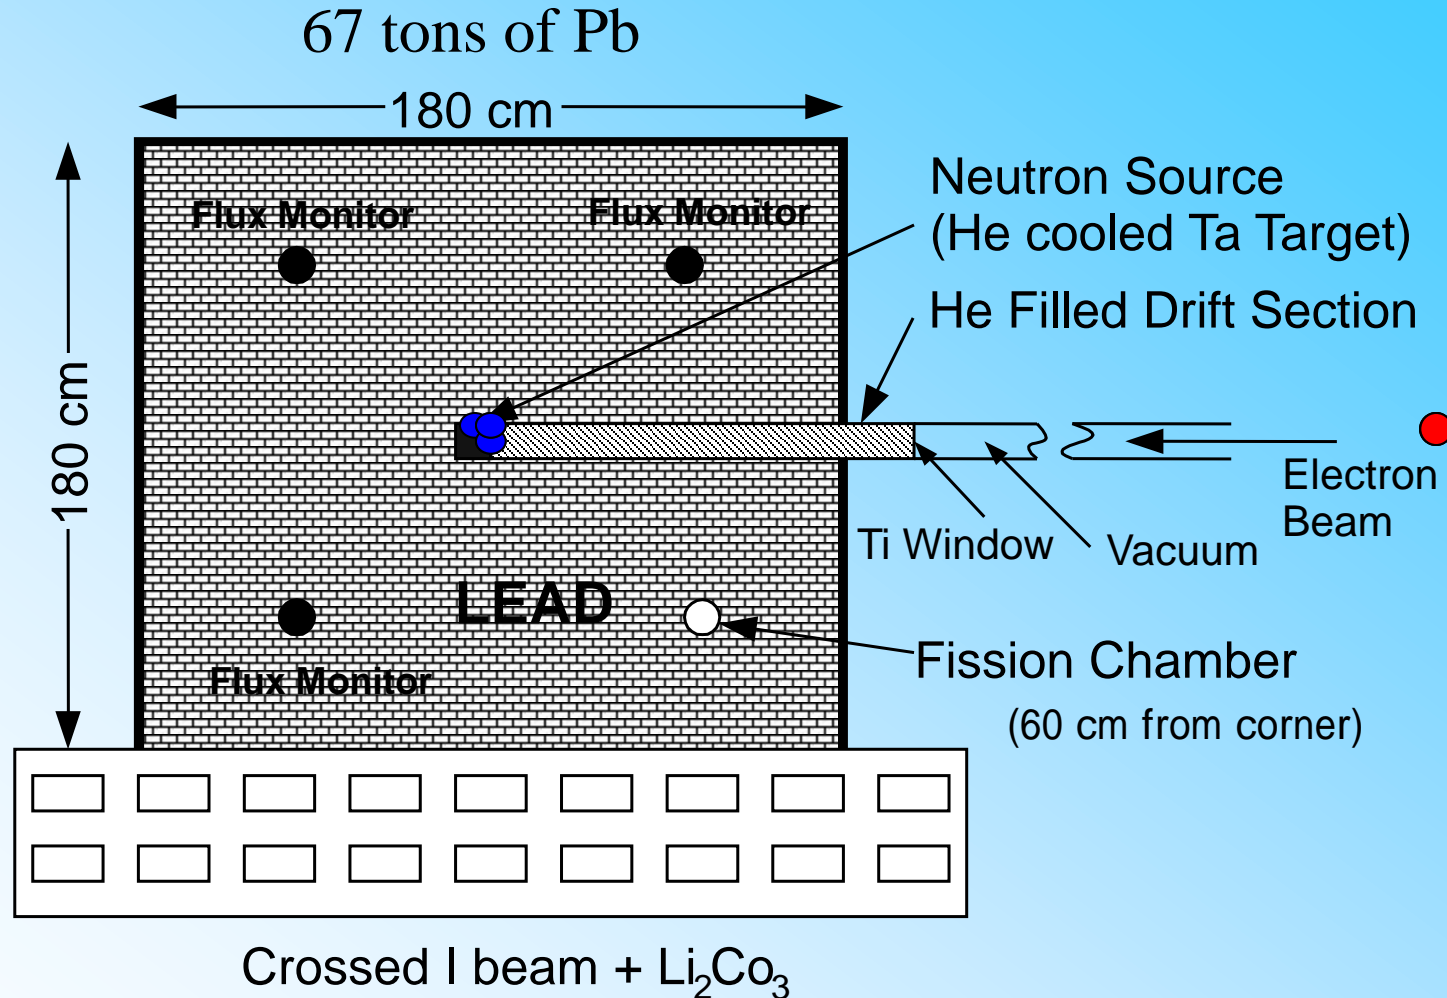 67 tons of Pb
180 cm
180 cm
Flux Monitor
Flux Monitor
Neutron Source
(He cooled Ta Target)
He Filled Drift Section
Electron
Beam
Ti Window
Vacuum
LEAD
Fission Chamber
(60 cm from corner)
Flux Monitor
Crossed I beam + Li₂Co₃